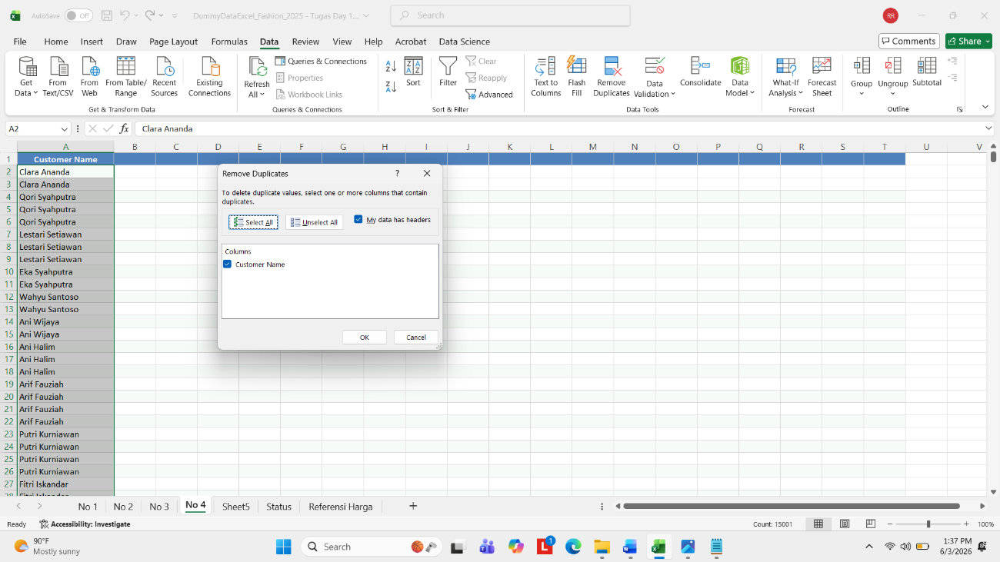 AutoSave Off DummyDataExcel_Fashion_2025 - Tugas Day 1.... Search RR
File Home Insert Draw Page Layout Formulas Data Review View Help Acrobat Data Science Comments Share
Get Data From Text/CSV From Web From Table/ Range Recent Sources Existing Connections
Get & Transform Data
Refresh All Queries & Connections Properties Workbook Links
Queries & Connections
Sort Filter Clear Reapply Advanced
Sort & Filter
Text to Columns Flash Fill Remove Duplicates Data Validation Consolidate Data Model
Data Tools
What-If Analysis Forecast Sheet
Forecast
Group Ungroup Subtotal
Outline
A2 fx Clara Ananda
A B C D E F G H I J K L M N O P Q R S T U V
1 Customer Name
2 Clara Ananda
3 Clara Ananda
4 Qori Syahputra
5 Qori Syahputra
6 Qori Syahputra
7 Lestari Setiawan
8 Lestari Setiawan
9 Lestari Setiawan
10 Eka Syahputra
11 Eka Syahputra
12 Wahyu Santoso
13 Wahyu Santoso
14 Ani Wijaya
15 Ani Wijaya
16 Ani Halim
17 Ani Halim
18 Ani Halim
19 Arif Fauziah
20 Arif Fauziah
21 Arif Fauziah
22 Arif Fauziah
23 Putri Kurniawan
24 Putri Kurniawan
25 Putri Kurniawan
26 Putri Kurniawan
27 Fitri Iskandar
Remove Duplicates ?
To delete duplicate values, select one or more columns that contain
duplicates.
Select All Unselect All My data has headers
Columns
Customer Name
OK Cancel
No 1 No 2 No 3 No 4 Sheet5 Status Referensi Harga
Ready Accessibility: Investigate Count: 15001 100%
90°F
Mostly sunny
Search
1
1:37 PM
6/3/2026